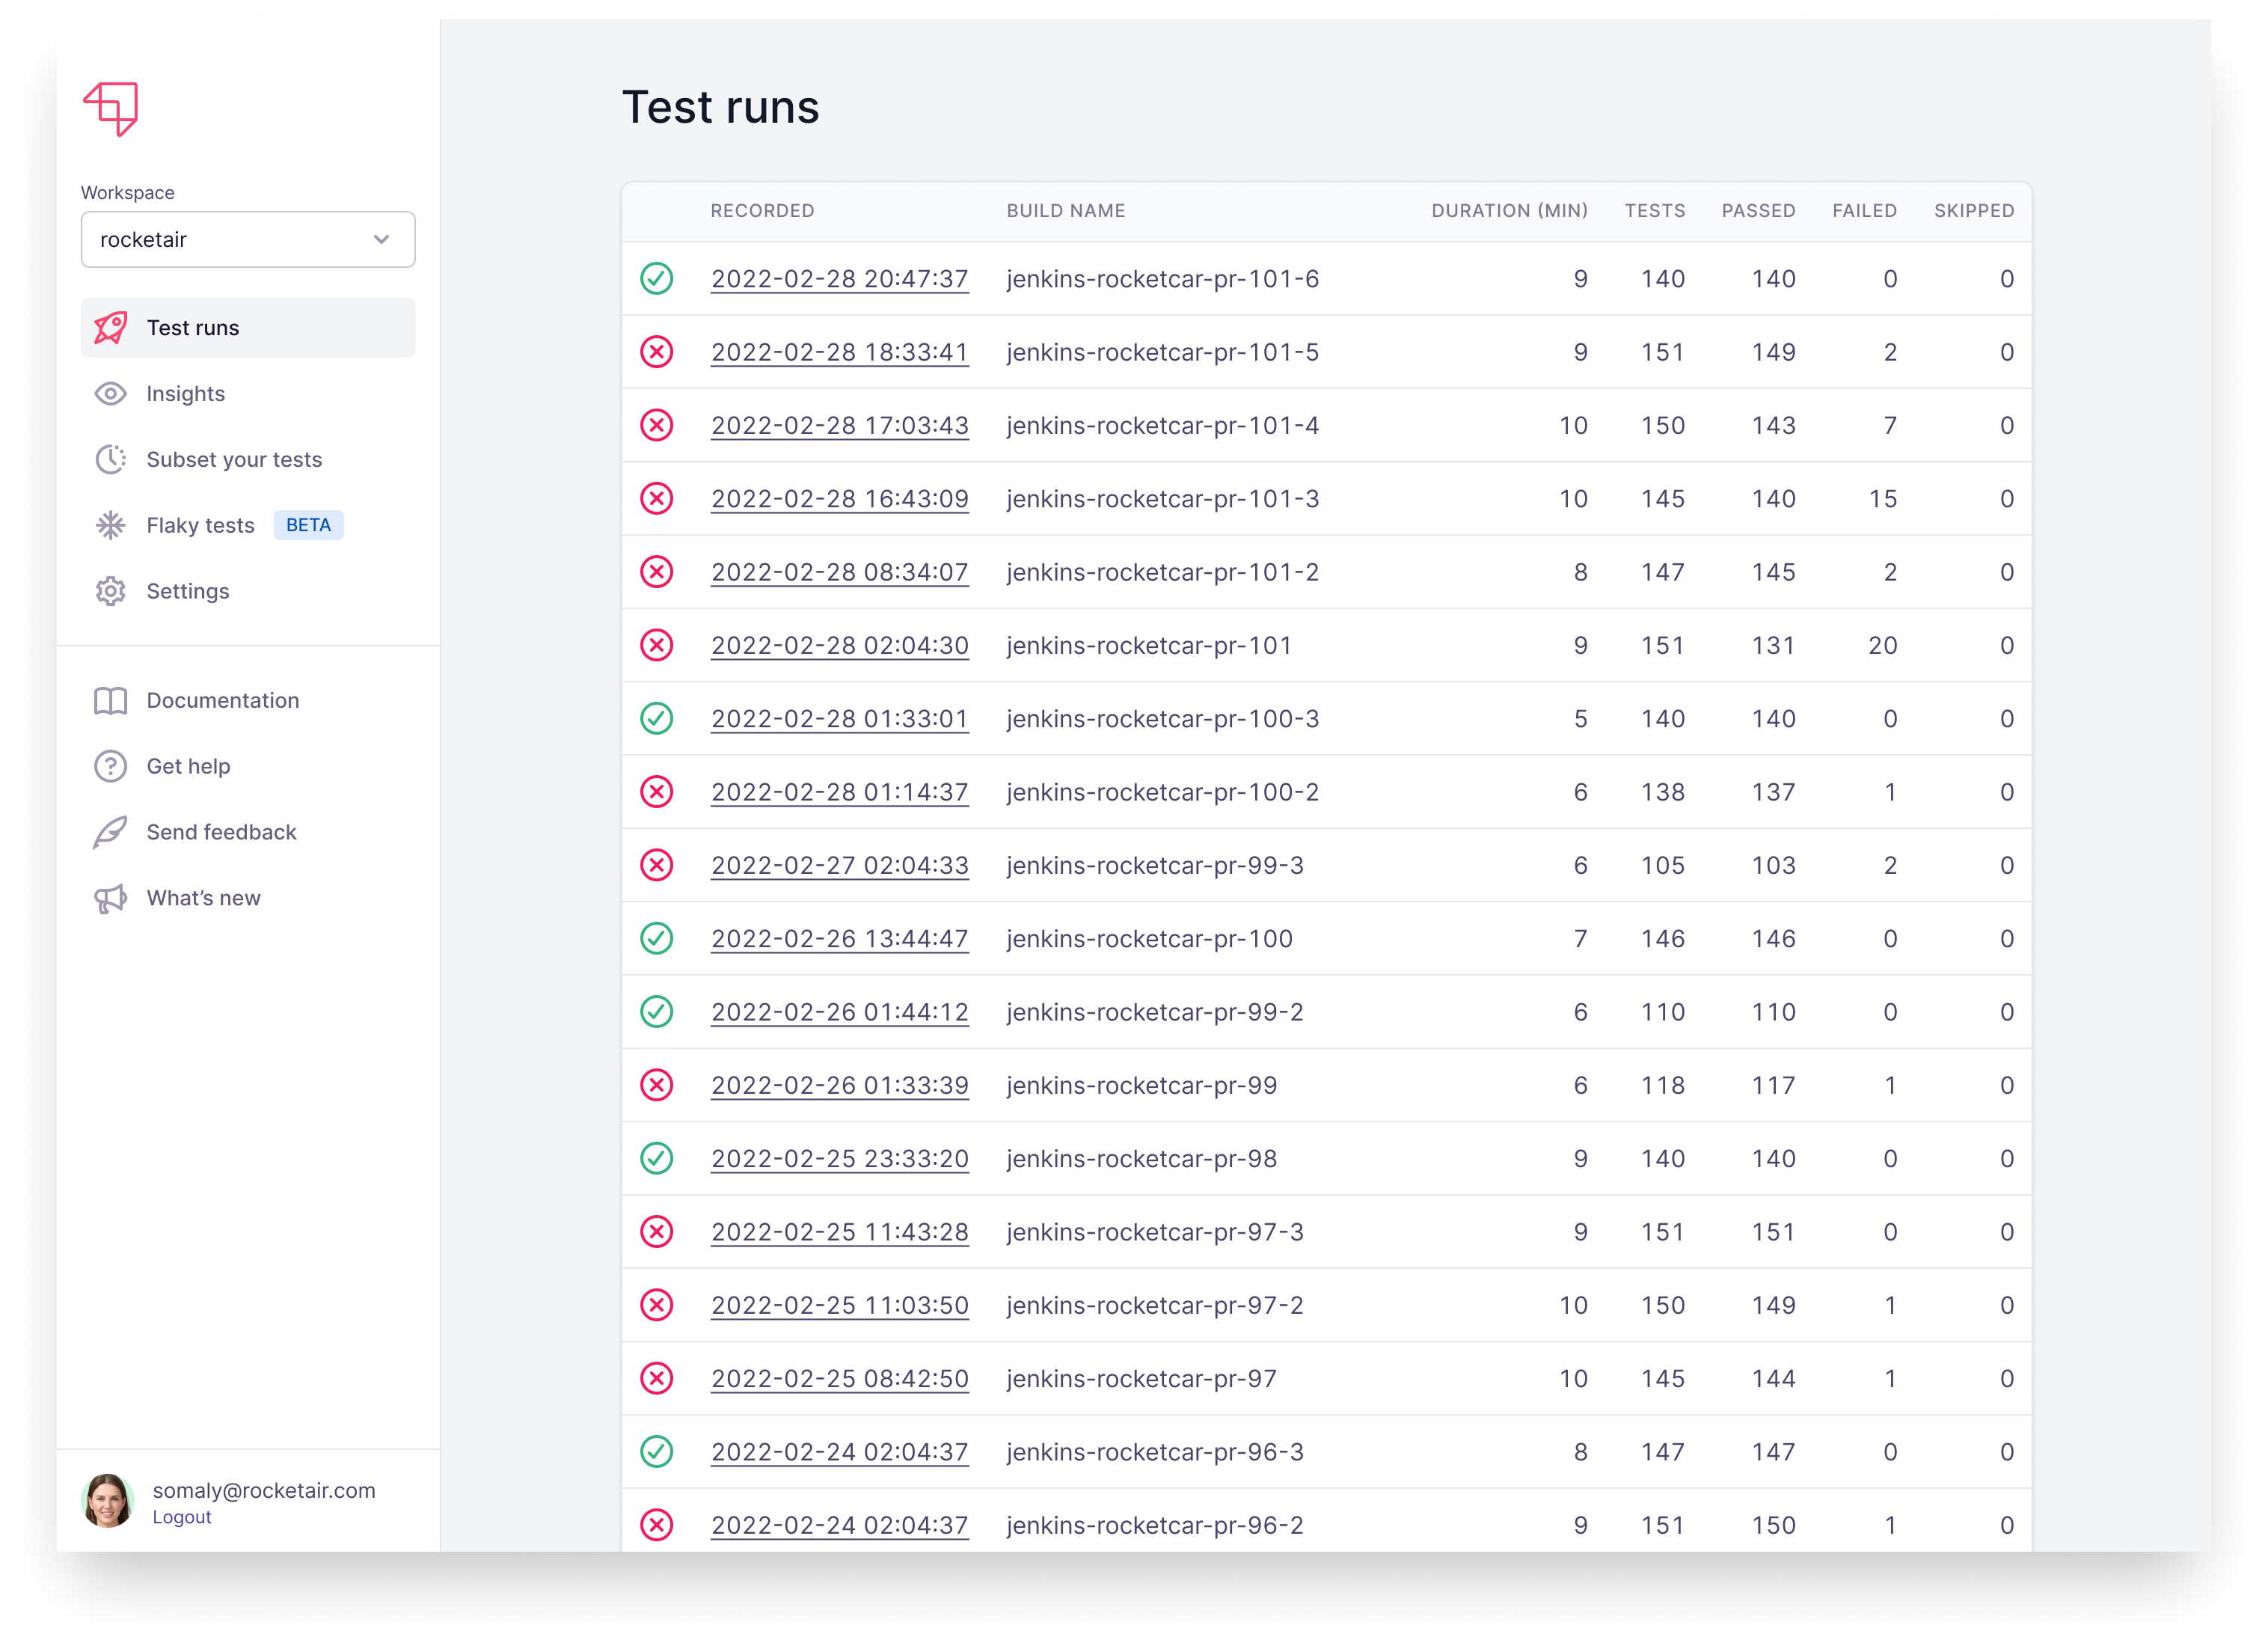 Workspace
rocketair
Test runs
Insights
Subset your tests
Flaky tests BETA
Settings
Documentation
Get help
Send feedback
What’s new
somaly@rocketair.com
Logout
Test runs
RECORDED BUILD NAME DURATION (MIN) TESTS PASSED FAILED SKIPPED
2022-02-28 20:47:37 jenkins-rocketcar-pr-101-6 9 140 140 0 0
2022-02-28 18:33:41 jenkins-rocketcar-pr-101-5 9 151 149 2 0
2022-02-28 17:03:43 jenkins-rocketcar-pr-101-4 10 150 143 7 0
2022-02-28 16:43:09 jenkins-rocketcar-pr-101-3 10 145 140 15 0
2022-02-28 08:34:07 jenkins-rocketcar-pr-101-2 8 147 145 2 0
2022-02-28 02:04:30 jenkins-rocketcar-pr-101 9 151 131 20 0
2022-02-28 01:33:01 jenkins-rocketcar-pr-100-3 5 140 140 0 0
2022-02-28 01:14:37 jenkins-rocketcar-pr-100-2 6 138 137 1 0
2022-02-27 02:04:33 jenkins-rocketcar-pr-99-3 6 105 103 2 0
2022-02-26 13:44:47 jenkins-rocketcar-pr-100 7 146 146 0 0
2022-02-26 01:44:12 jenkins-rocketcar-pr-99-2 6 110 110 0 0
2022-02-26 01:33:39 jenkins-rocketcar-pr-99 6 118 117 1 0
2022-02-25 23:33:20 jenkins-rocketcar-pr-98 9 140 140 0 0
2022-02-25 11:43:28 jenkins-rocketcar-pr-97-3 9 151 151 0 0
2022-02-25 11:03:50 jenkins-rocketcar-pr-97-2 10 150 149 1 0
2022-02-25 08:42:50 jenkins-rocketcar-pr-97 10 145 144 1 0
2022-02-24 02:04:37 jenkins-rocketcar-pr-96-3 8 147 147 0 0
2022-02-24 02:04:37 jenkins-rocketcar-pr-96-2 9 151 150 1 0